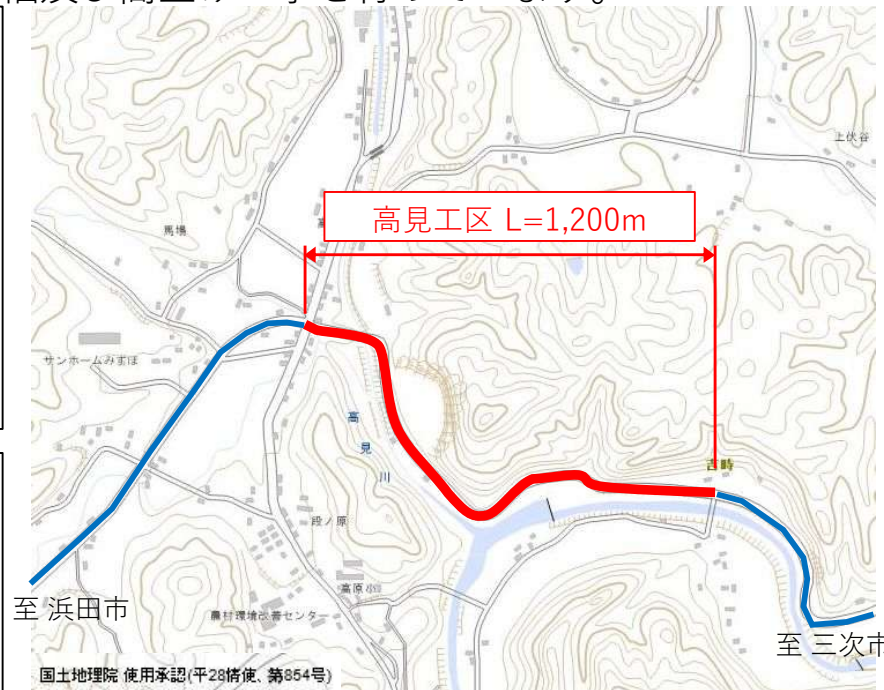 高見工区 L=1,200m
上伏谷
馬場
サンホームみずほ
高
見
川
吉時
段ノ原
高原小
至 浜田市
農村環境改善センター
至 三次市
国土地理院 使用承認(平28情使、第854号)